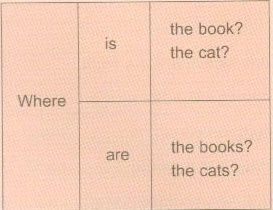 Where
is
the book?
the cat?
are
the books?
the cats?